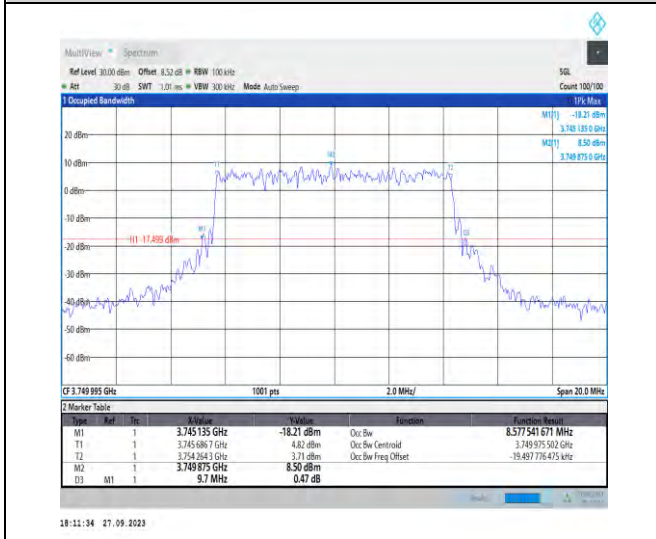 MultiView Spectrum
Ref Level 30.00 dBm Offset 8.52 dB RBW 100 kHz SGL
Att 30 dB SWT 1.01 ms VBW 300 kHz Mode Auto Sweep Count 100/100
1 Occupied Bandwidth 1Pk Max
M1[1] -18.21 dBm
3.745 135 0 GHz
M2[1] 8.50 dBm
3.749 875 0 GHz
20 dBm
10 dBm
M2
T1
T2
0 dBm
-10 dBm
M1
D3
H1 -17.499 dBm
-20 dBm
-30 dBm
-40 dBm
-50 dBm
-60 dBm
CF 3.749 995 GHz 1001 pts 2.0 MHz/ Span 20.0 MHz
2 Marker Table
Type Ref Trc X-Value Y-Value Function Function Result
M1 1 3.745 135 GHz -18.21 dBm Occ Bw 8.577 541 671 MHz
T1 1 3.745 686 7 GHz 4.82 dBm Occ Bw Centroid 3.749 975 502 GHz
T2 1 3.754 264 3 GHz 3.71 dBm Occ Bw Freq Offset -19.497 776 475 kHz
M2 1 3.749 875 GHz 8.50 dBm
D3 M1 1 9.7 MHz 0.47 dB
18:11:34 27.09.2023